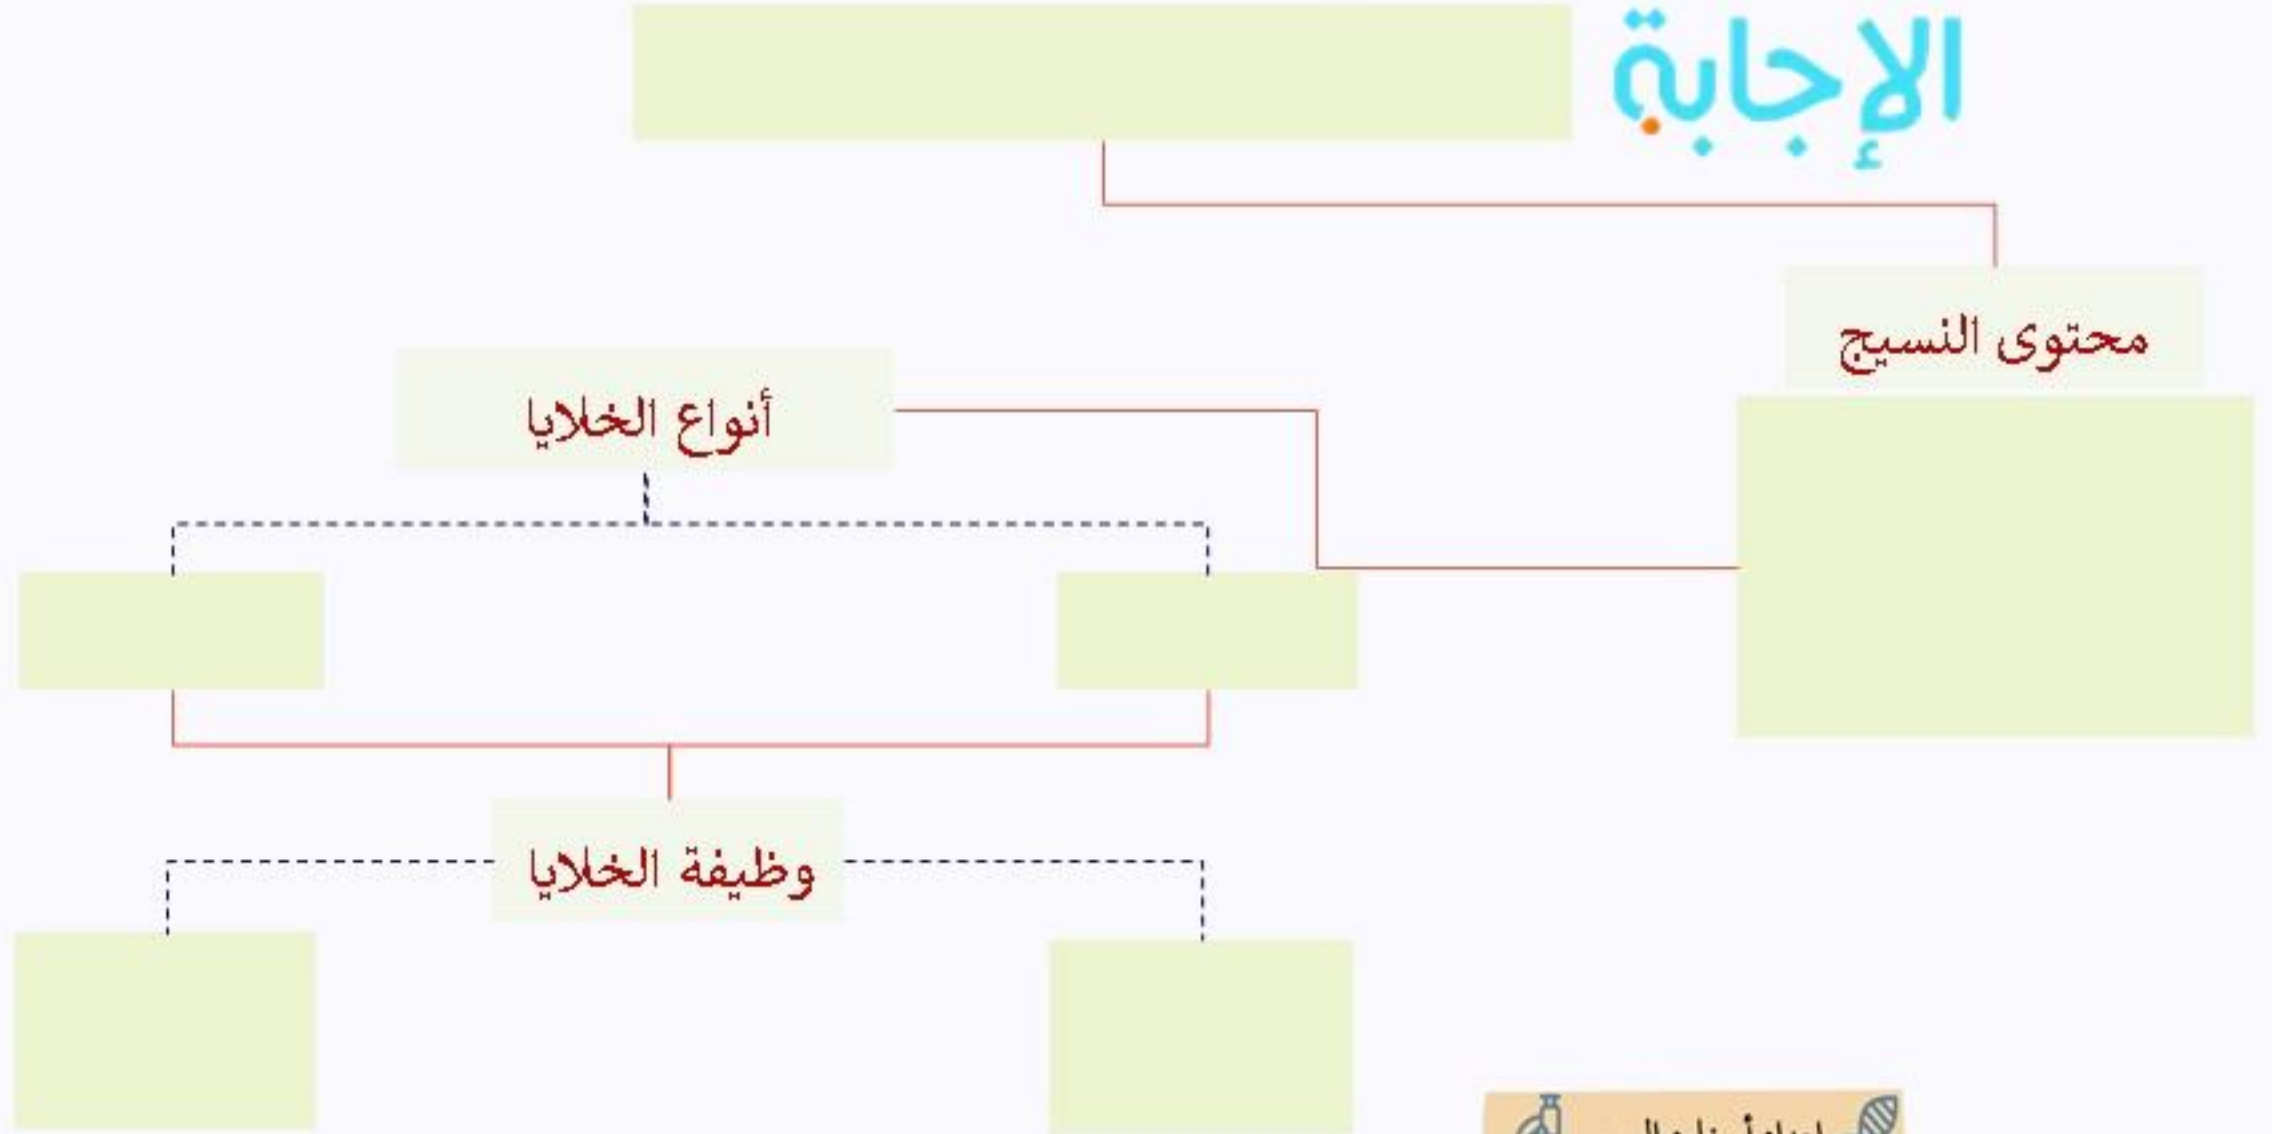 الإجابة
محتوى النسيج
أنواع الخلايا
وظيفة الخلايا